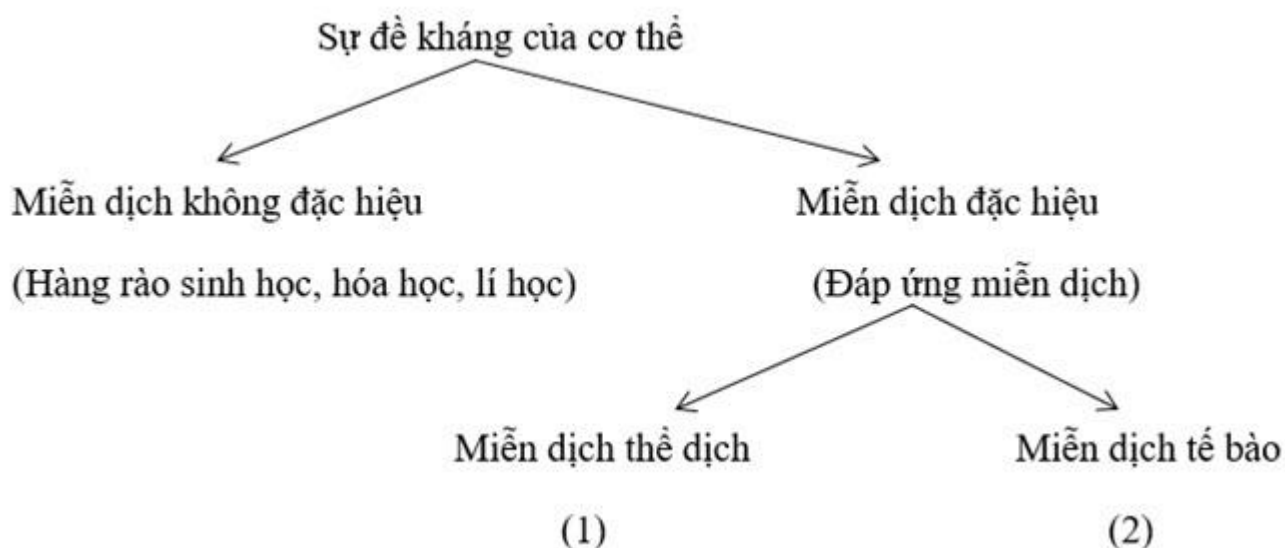 Sự đề kháng của cơ thể
Miễn dịch không đặc hiệu
Miễn dịch đặc hiệu
(Hàng rào sinh học, hóa học, lí học)
(Đáp ứng miễn dịch)
Miễn dịch thể dịch
Miễn dịch tế bào
(1)
(2)